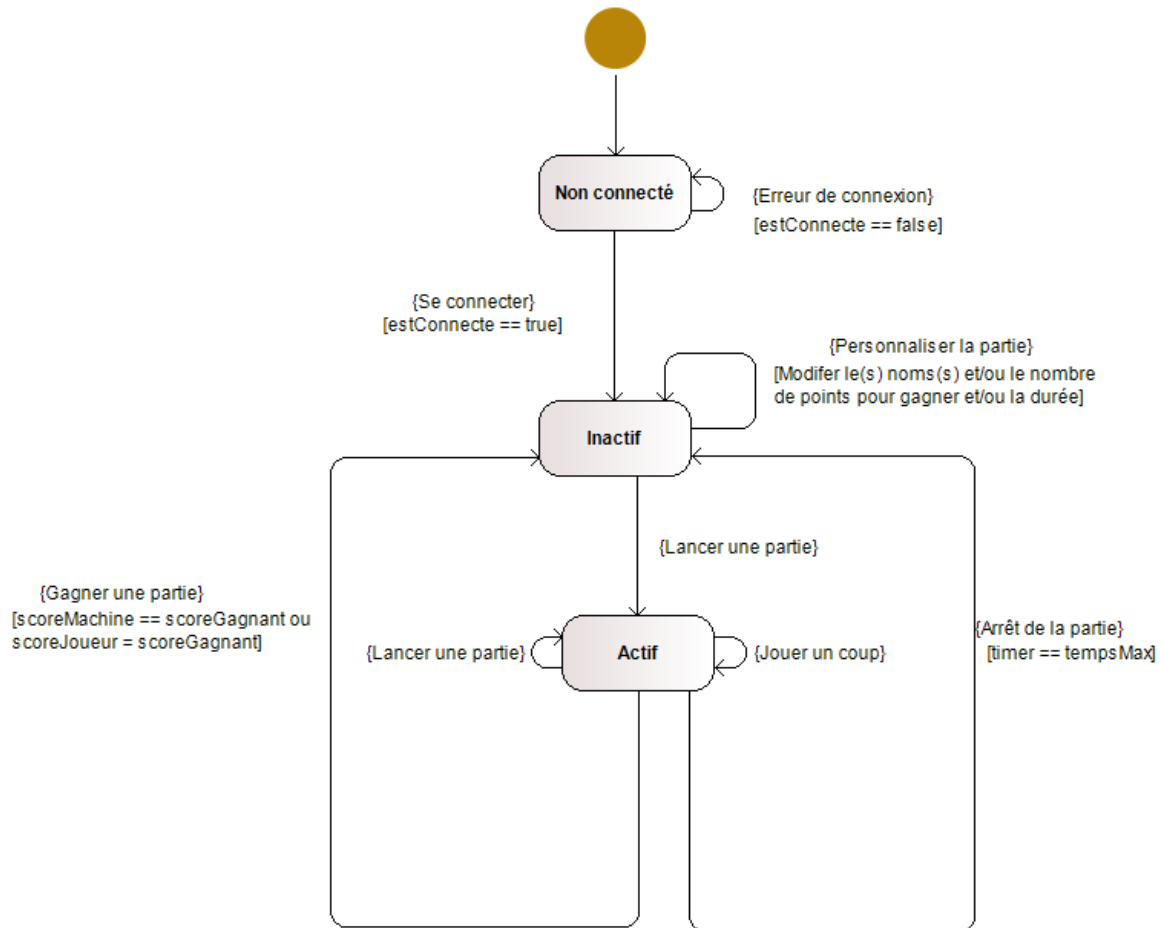 Non connecté
{Erreur de connexion}
[estConnecte == false]
{Se connecter}
[estConnecte == true]
{Personnaliser la partie}
[Modifer le(s) noms(s) et/ou le nombre
de points pour gagner et/ou la durée]
Inactif
{Lancer une partie}
{Gagner une partie}
[scoreMachine == scoreGagnant ou
scoreJoueur = scoreGagnant]
{Lancer une partie}
Actif
{Jouer un coup}
{Arrêt de la partie}
[timer == tempsMax]